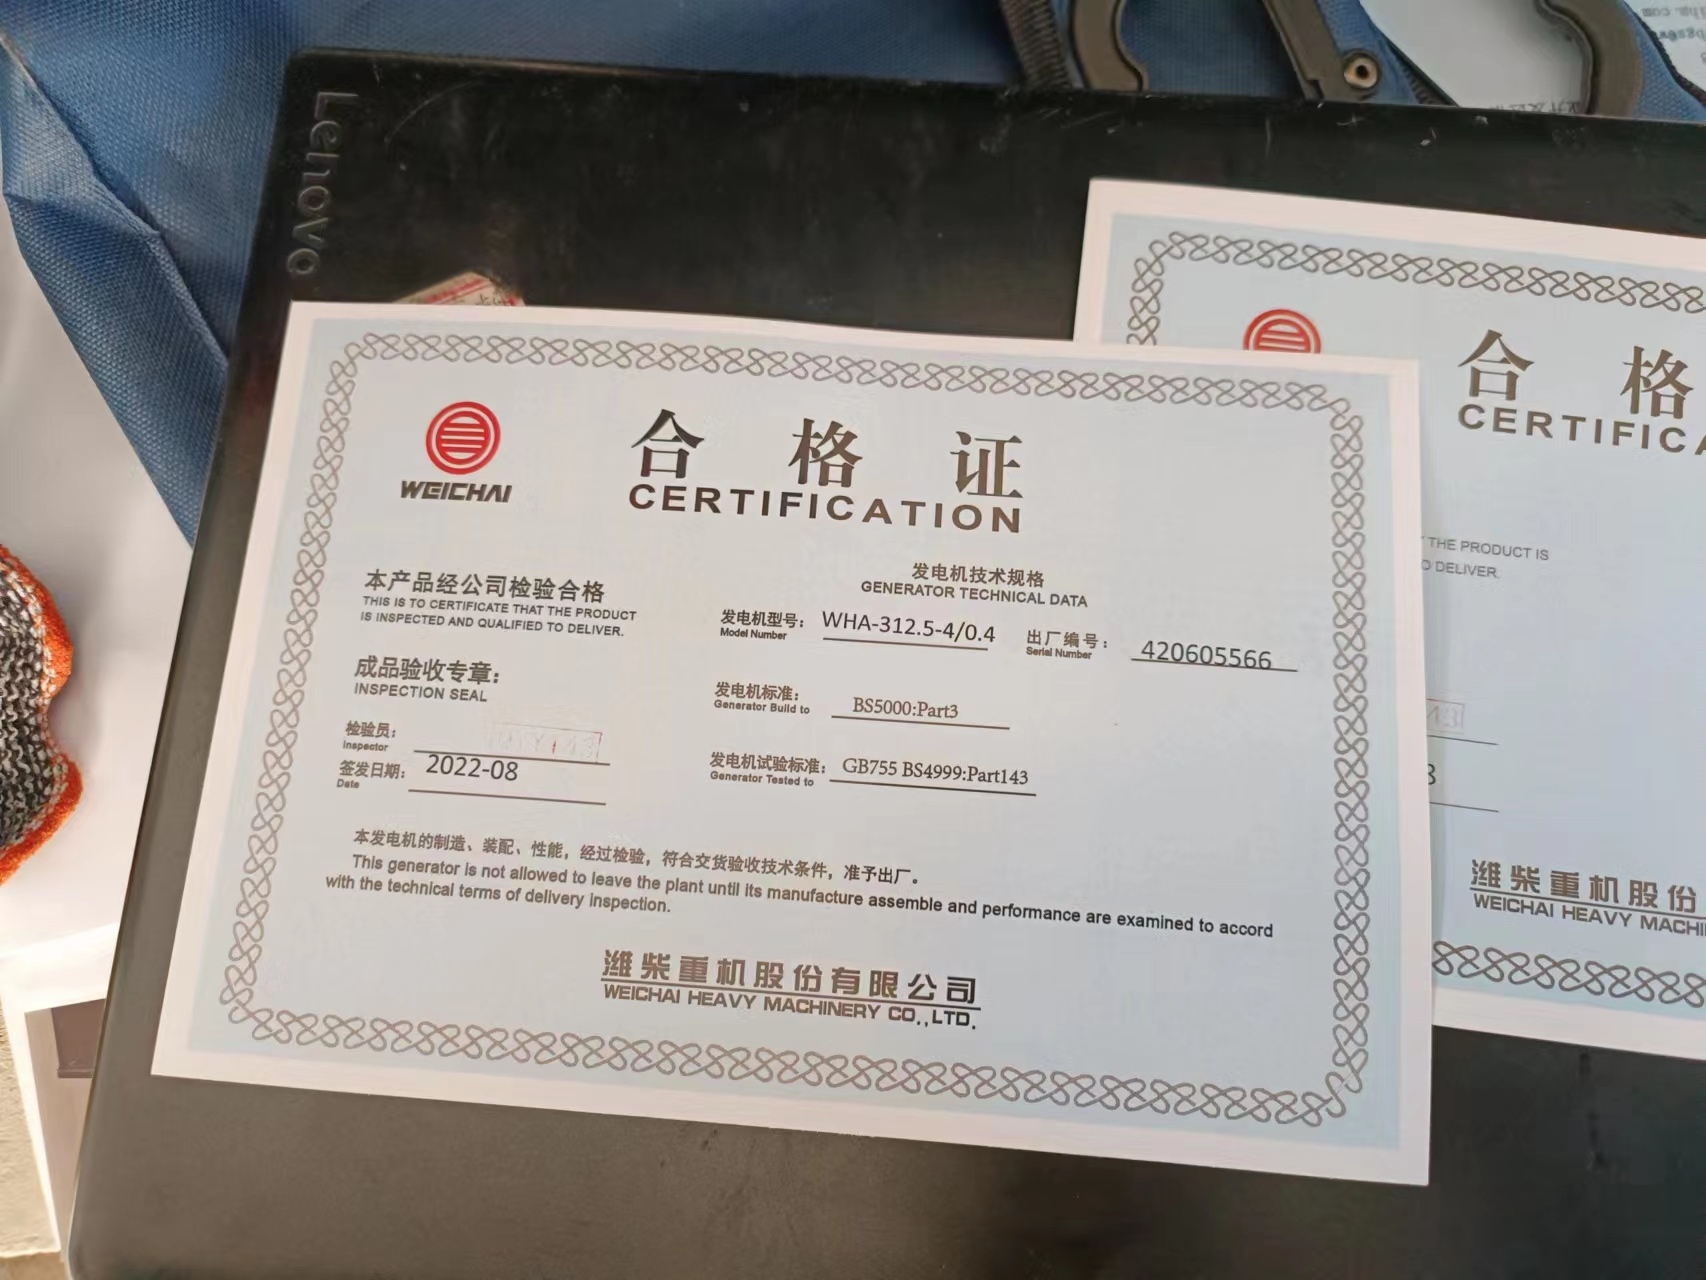 Lenovo
WEICHAI
合格证
CERTIFICATION
本产品经公司检验合格
THIS IS TO CERTIFICATE THAT THE PRODUCT
IS INSPECTED AND QUALIFIED TO DELIVER.
成品验收专章：
INSPECTION SEAL
检验员：
Inspector
签发日期： 2022-08
Date
发电机技术规格
GENERATOR TECHNICAL DATA
发电机型号： WHA-312.5-4/0.4 出厂编号： 420605566
Model Number Serial Number
发电机标准： BS5000:Part3
Generator Build to
发电机试验标准： GB755 BS4999:Part143
Generator Tested to
本发电机的制造、装配、性能，经过检验，符合交货验收技术条件，准予出厂。
This generator is not allowed to leave the plant until its manufacture assemble and performance are examined to accord
with the technical terms of delivery inspection.
潍柴重机股份有限公司
WEICHAI HEAVY MACHINERY CO.,LTD.
合格
CERTIFICA
THE PRODUCT IS
O DELIVER.
潍柴重机股份
WEICHAI HEAVY MACHI